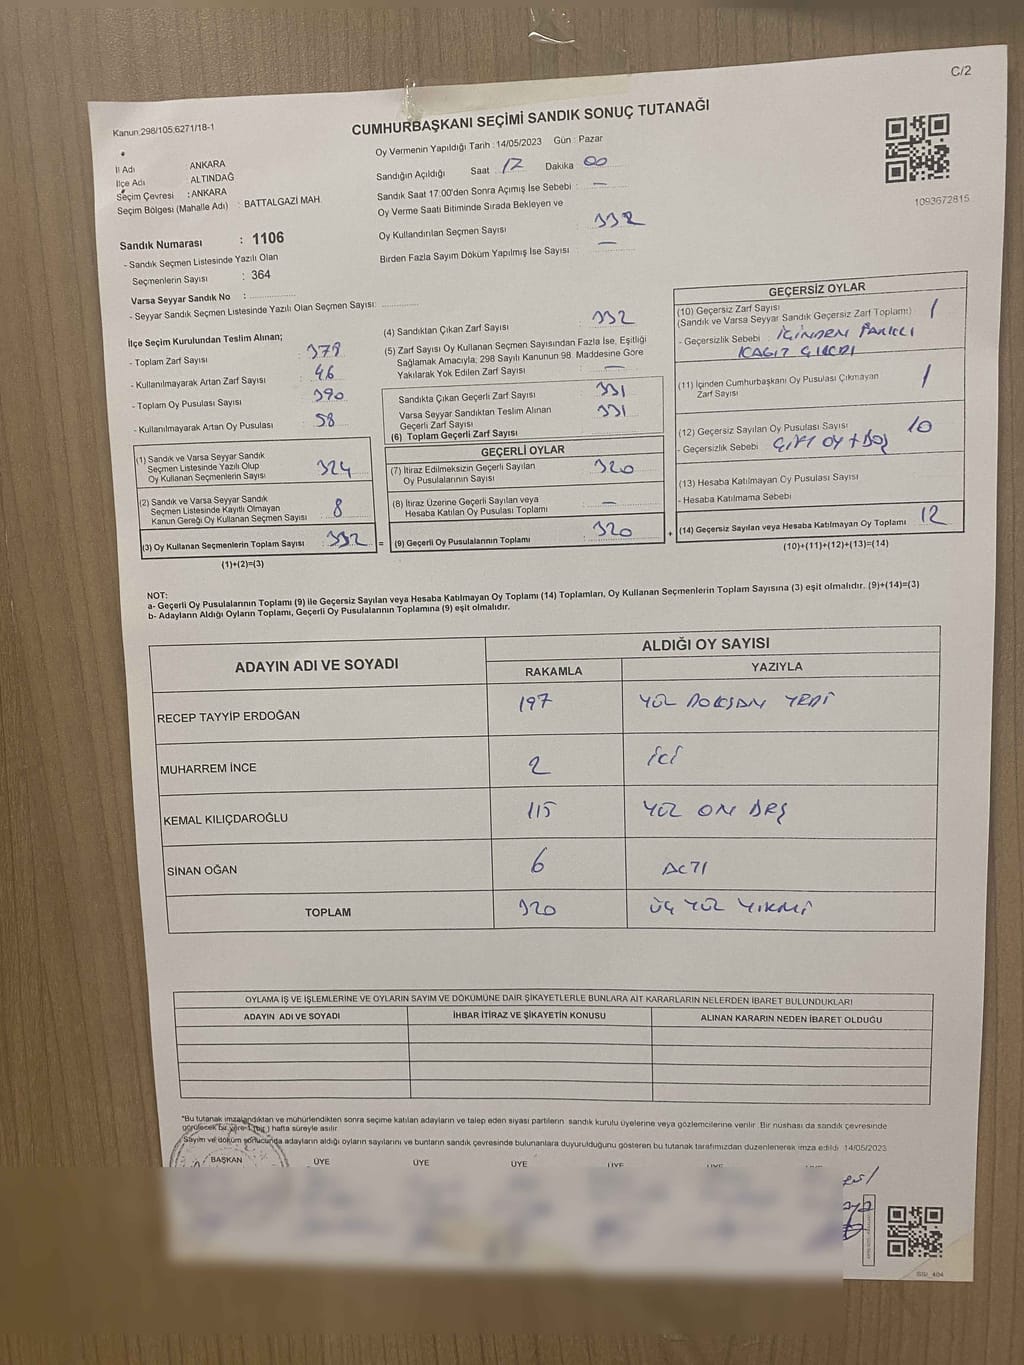 C/2
Kanun 298/105.6271/18-1
CUMHURBAŞKANI SEÇİMİ SANDIK SONUÇ TUTANAĞI
Oy Vermenin Yapıldığı Tarih : 14/05/2023 Gün : Pazar
İl Adı : ANKARA
İlçe Adı : ALTINDAĞ
Seçim Çevresi : ANKARA
Seçim Bölgesi (Mahalle Adı) : BATTALGAZİ MAH.
Sandık Numarası : 1106
- Sandık Seçmen Listesinde Yazılı Olan
Seçmenlerin Sayısı : 364
Varsa Seyyar Sandık No :
- Seyyar Sandık Seçmen Listesinde Yazılı Olan Seçmen Sayısı:
Sandığın Açıldığı Saat 17 Dakika 00
Sandık Saat 17:00'den Sonra Açımış İse Sebebi : —
Oy Verme Saati Bitiminde Sırada Bekleyen ve
Oy Kullandırılan Seçmen Sayısı : 332
Birden Fazla Sayım Döküm Yapılmış İse Sayısı : —
1093672815
İlçe Seçim Kurulundan Teslim Alınan;
- Toplam Zarf Sayısı : 378
- Kullanılmayarak Artan Zarf Sayısı : 46
- Toplam Oy Pusulası Sayısı : 390
- Kullanılmayarak Artan Oy Pusulası : 58
(1) Sandık ve Varsa Seyyar Sandık
Seçmen Listesinde Yazılı Olup
Oy Kullanan Seçmenlerin Sayısı : 324
(2) Sandık ve Varsa Seyyar Sandık
Seçmen Listesinde Kayıtlı Olmayan
Kanun Gereği Oy Kullanan Seçmen Sayısı : 8
(3) Oy Kullanan Seçmenlerin Toplam Sayısı : 332 =
(1)+(2)=(3)
(4) Sandıktan Çıkan Zarf Sayısı : 332
(5) Zarf Sayısı Oy Kullanan Seçmen Sayısından Fazla İse, Eşitliği
Sağlamak Amacıyla; 298 Sayılı Kanunun 98. Maddesine Göre
Yakılarak Yok Edilen Zarf Sayısı : —
Sandıkta Çıkan Geçerli Zarf Sayısı : 331
Varsa Seyyar Sandıktan Teslim Alınan
Geçerli Zarf Sayısı : 331
(6) Toplam Geçerli Zarf Sayısı
GEÇERLİ OYLAR
(7) İtiraz Edilmeksizin Geçerli Sayılan
Oy Pusulalarının Sayısı : 320
(8) İtiraz Üzerine Geçerli Sayılan veya
Hesaba Katılan Oy Pusulası Toplamı : —
(9) Geçerli Oy Pusulalarının Toplamı : 320 +
GEÇERSİZ OYLAR
(10) Geçersiz Zarf Sayısı
(Sandık ve Varsa Seyyar Sandık Geçersiz Zarf Toplamı) : 1
- Geçersizlik Sebebi : İÇİNDEN FARKLI
KAĞIT ÇIKTI
(11) İçinden Cumhurbaşkanı Oy Pusulası Çıkmayan
Zarf Sayısı 1
(12) Geçersiz Sayılan Oy Pusulası Sayısı : 10
- Geçersizlik Sebebi : ÇİFT OY + BOŞ
(13) Hesaba Katılmayan Oy Pusulası Sayısı
- Hesaba Katılmama Sebebi
(14) Geçersiz Sayılan veya Hesaba Katılmayan Oy Toplamı : 12
(10)+(11)+(12)+(13)=(14)
NOT:
a- Geçerli Oy Pusulalarının Toplamı (9) ile Geçersiz Sayılan veya Hesaba Katılmayan Oy Toplamı (14) Toplamları, Oy Kullanan Seçmenlerin Toplam Sayısına (3) eşit olmalıdır. (9)+(14)=(3)
b- Adayların Aldığı Oyların Toplamı, Geçerli Oy Pusulalarının Toplamına (9) eşit olmalıdır.
ADAYIN ADI VE SOYADI ALDIĞI OY SAYISI
RAKAMLA YAZIYLA
RECEP TAYYİP ERDOĞAN 197 YÜZ DOKSAN YEDİ
MUHARREM İNCE 2 İKİ
KEMAL KILIÇDAROĞLU 115 YÜZ ON BEŞ
SİNAN OĞAN 6 ALTI
TOPLAM 320 ÜÇ YÜZ YİRMİ
OYLAMA İŞ VE İŞLEMLERİNE VE OYLARIN SAYIM VE DÖKÜMÜNE DAİR ŞİKAYETLERLE BUNLARA AİT KARARLARIN NELERDEN İBARET BULUNDUKLARI
ADAYIN ADI VE SOYADI İHBAR İTİRAZ VE ŞİKAYETİN KONUSU ALINAN KARARIN NEDEN İBARET OLDUĞU
*Bu tutanak imzalandıktan ve mühürlendikten sonra seçime katılan adayların ve talep eden siyasi partilerin sandık kurulu üyelerine veya gözlemcilerine verilir. Bir nüshası da sandık çevresinde
görülecek bir yere 1 (bir) hafta süreyle asılır
Sayım ve döküm sonucunda adayların aldığı oyların sayılarını ve bunların sandık çevresinde bulunanlara duyurulduğunu gösteren bu tutanak tarafımızdan düzenlenerek imza edildi 14/05/2023
BAŞKAN ÜYE ÜYE ÜYE ÜYE ÜYE